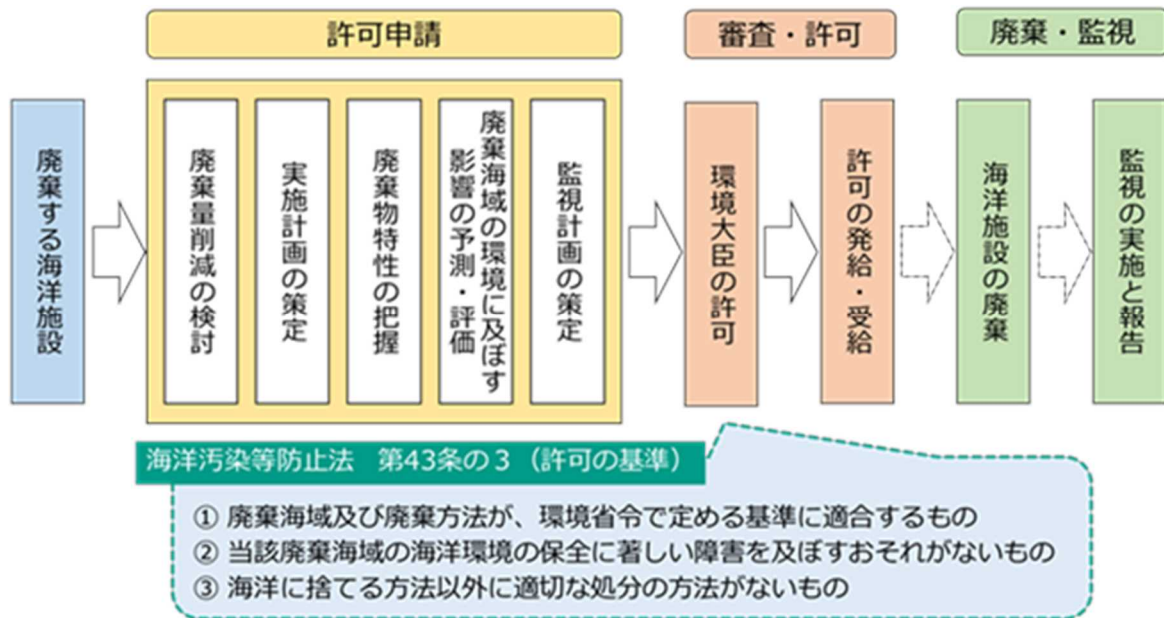 許可申請
審査・許可
廃棄・監視
廃棄する海洋施設
廃棄量削減の検討
実施計画の策定
廃棄物特性の把握
廃棄海域の環境に及ぼす
影響の予測・評価
監視計画の策定
環境大臣の許可
許可の発給・受給
海洋施設の廃棄
監視の実施と報告
海洋汚染等防止法 第43条の3（許可の基準）
① 廃棄海域及び廃棄方法が、環境省令で定める基準に適合するもの
② 当該廃棄海域の海洋環境の保全に著しい障害を及ぼすおそれがないもの
③ 海洋に捨てる方法以外に適切な処分の方法がないもの